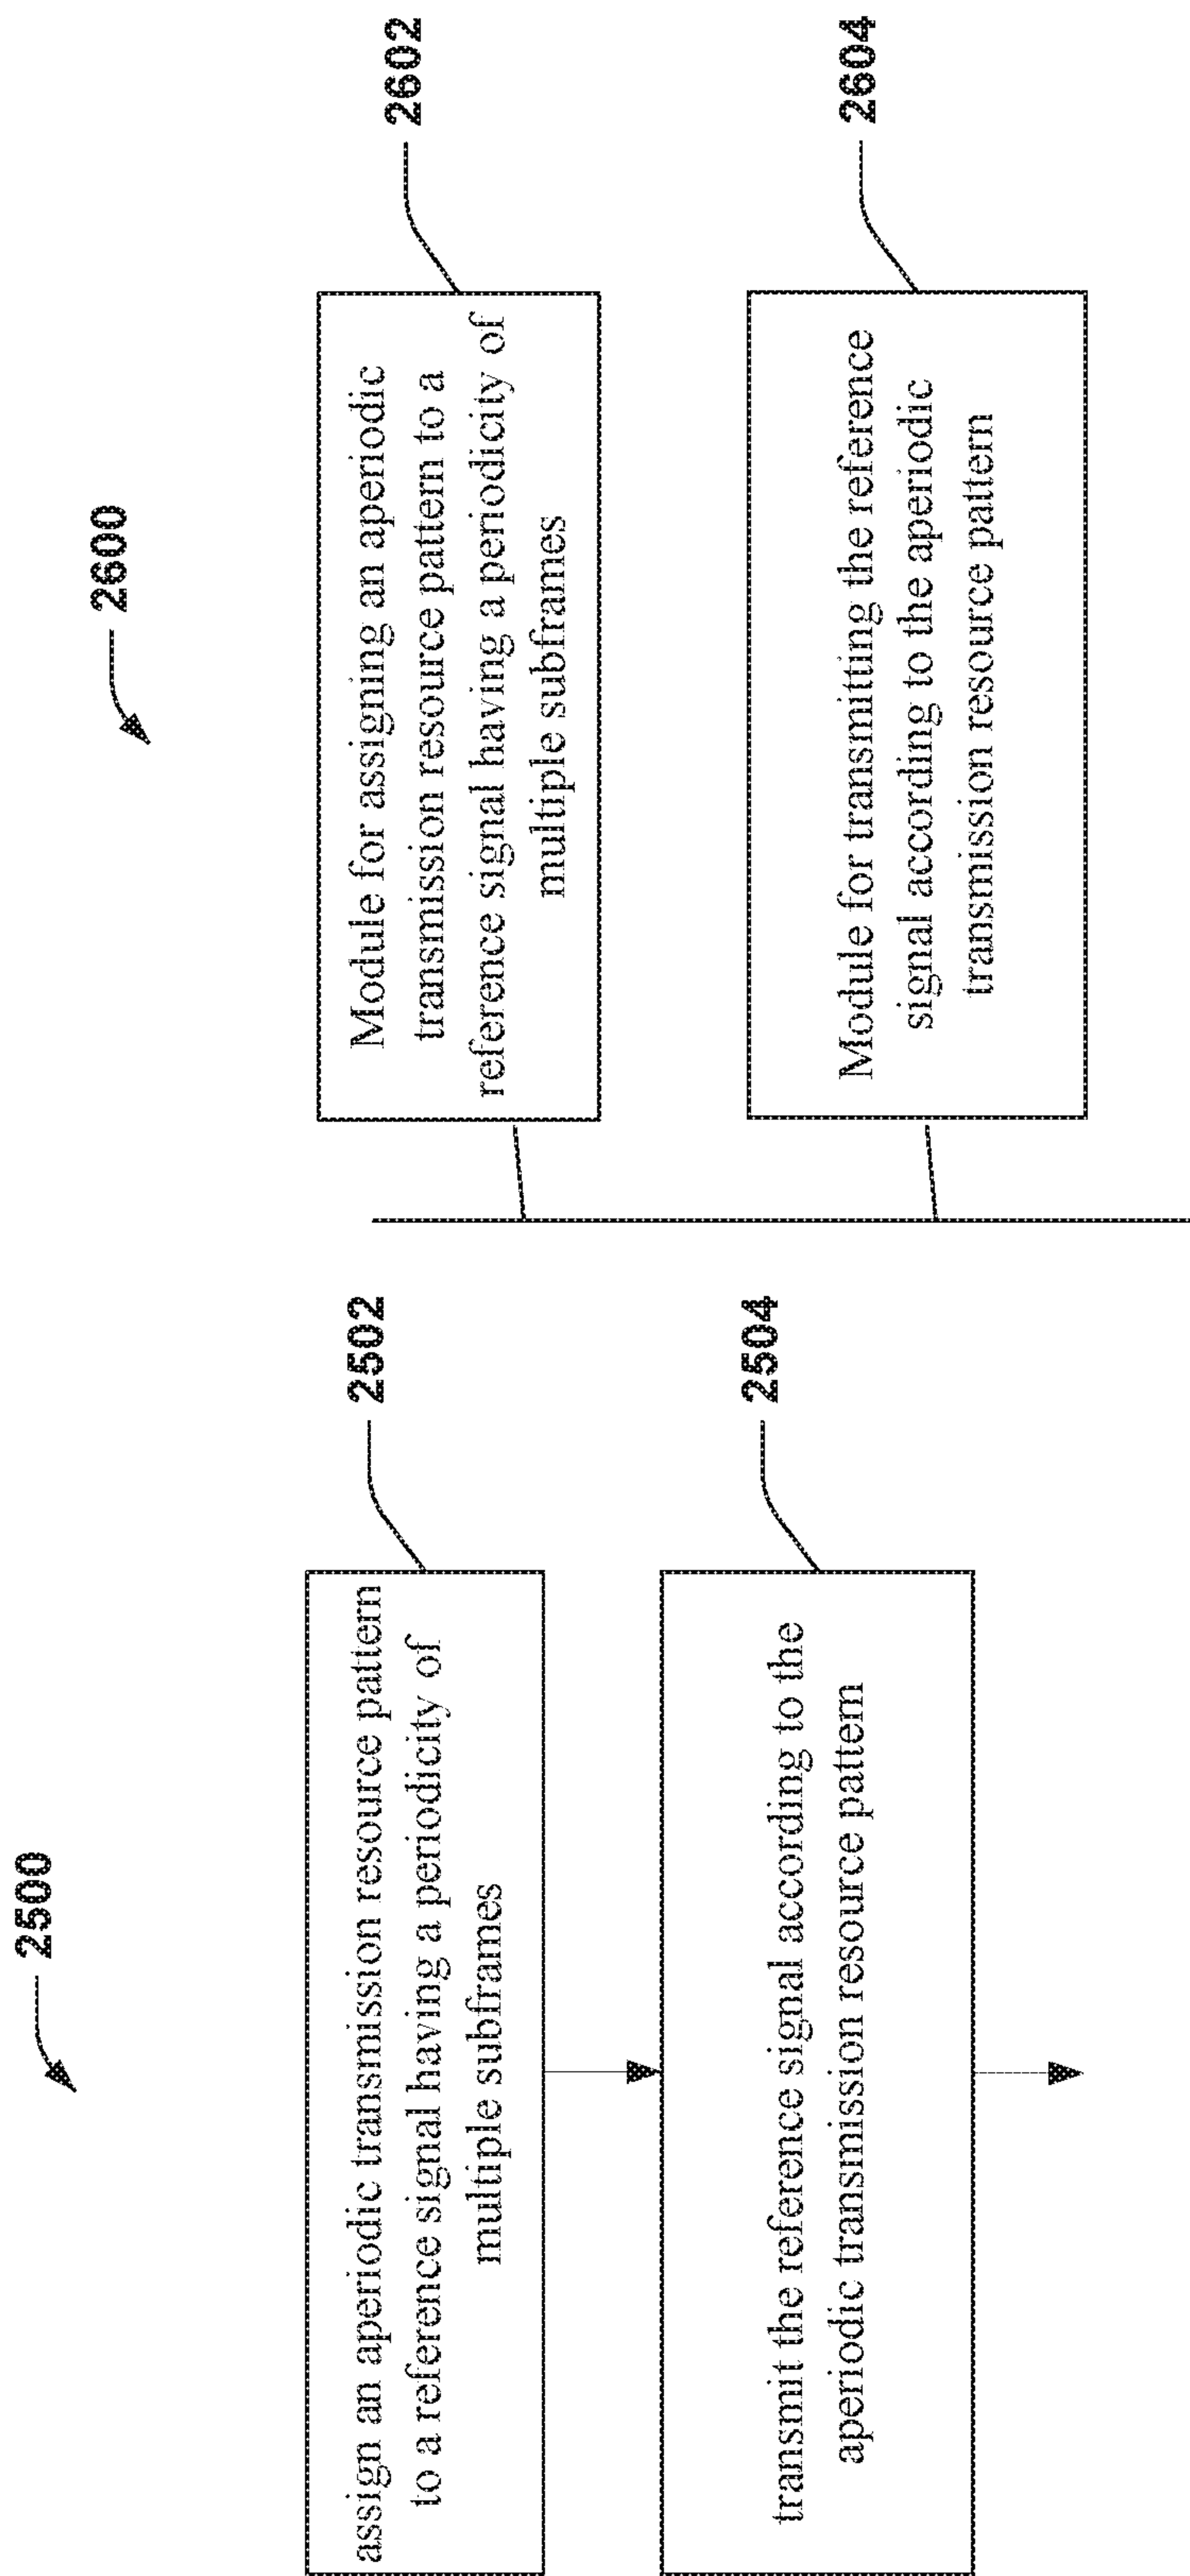 2500
assign an aperiodic transmission resource pattern
to a reference signal having a periodicity of
multiple subframes
2502
transmit the reference signal according to the
aperiodic transmission resource pattern
2504
2600
Module for assigning an aperiodic
transmission resource pattern to a
reference signal having a periodicity of
multiple subframes
2602
Module for transmitting the reference
signal according to the aperiodic
transmission resource pattern
2604